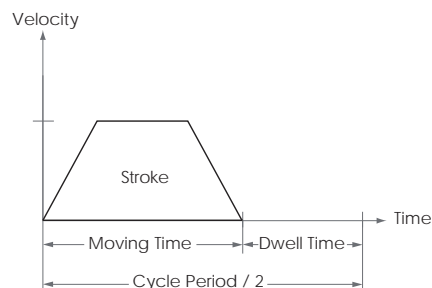 Velocity
Stroke
Time
Moving Time
Dwell Time
Cycle Period / 2